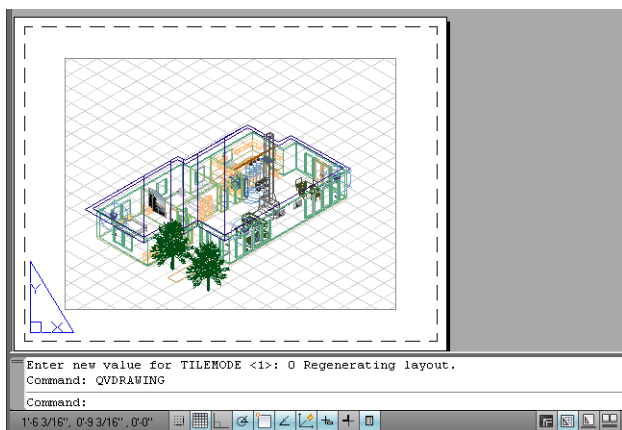 Y
X
Enter new value for TILEMODE <1>: 0 Regenerating layout.
Command: QVDRAWING
Command:
1'-6 3/16", 0'-9 3/16", 0'-0"